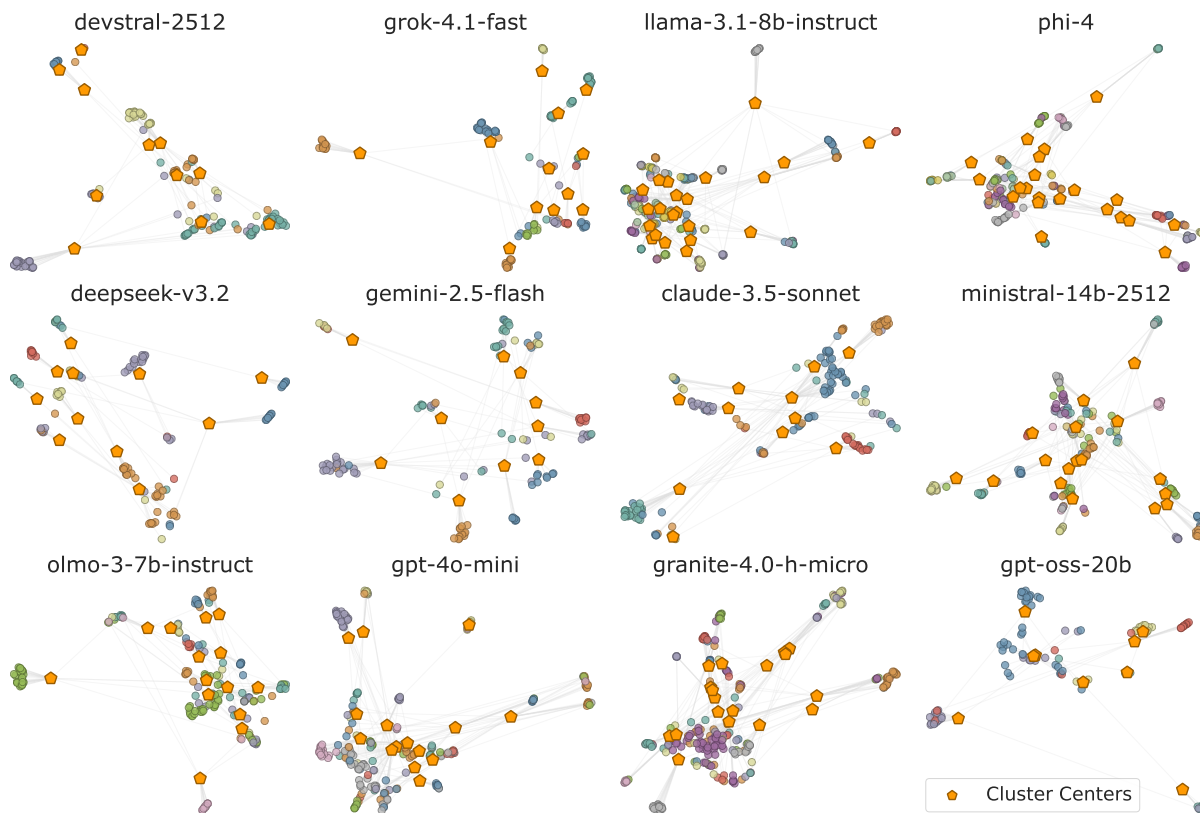 devstral-2512
grok-4.1-fast
llama-3.1-8b-instruct
phi-4
deepseek-v3.2
gemini-2.5-flash
claude-3.5-sonnet
ministral-14b-2512
olmo-3-7b-instruct
gpt-4o-mini
granite-4.0-h-micro
gpt-oss-20b
Cluster Centers